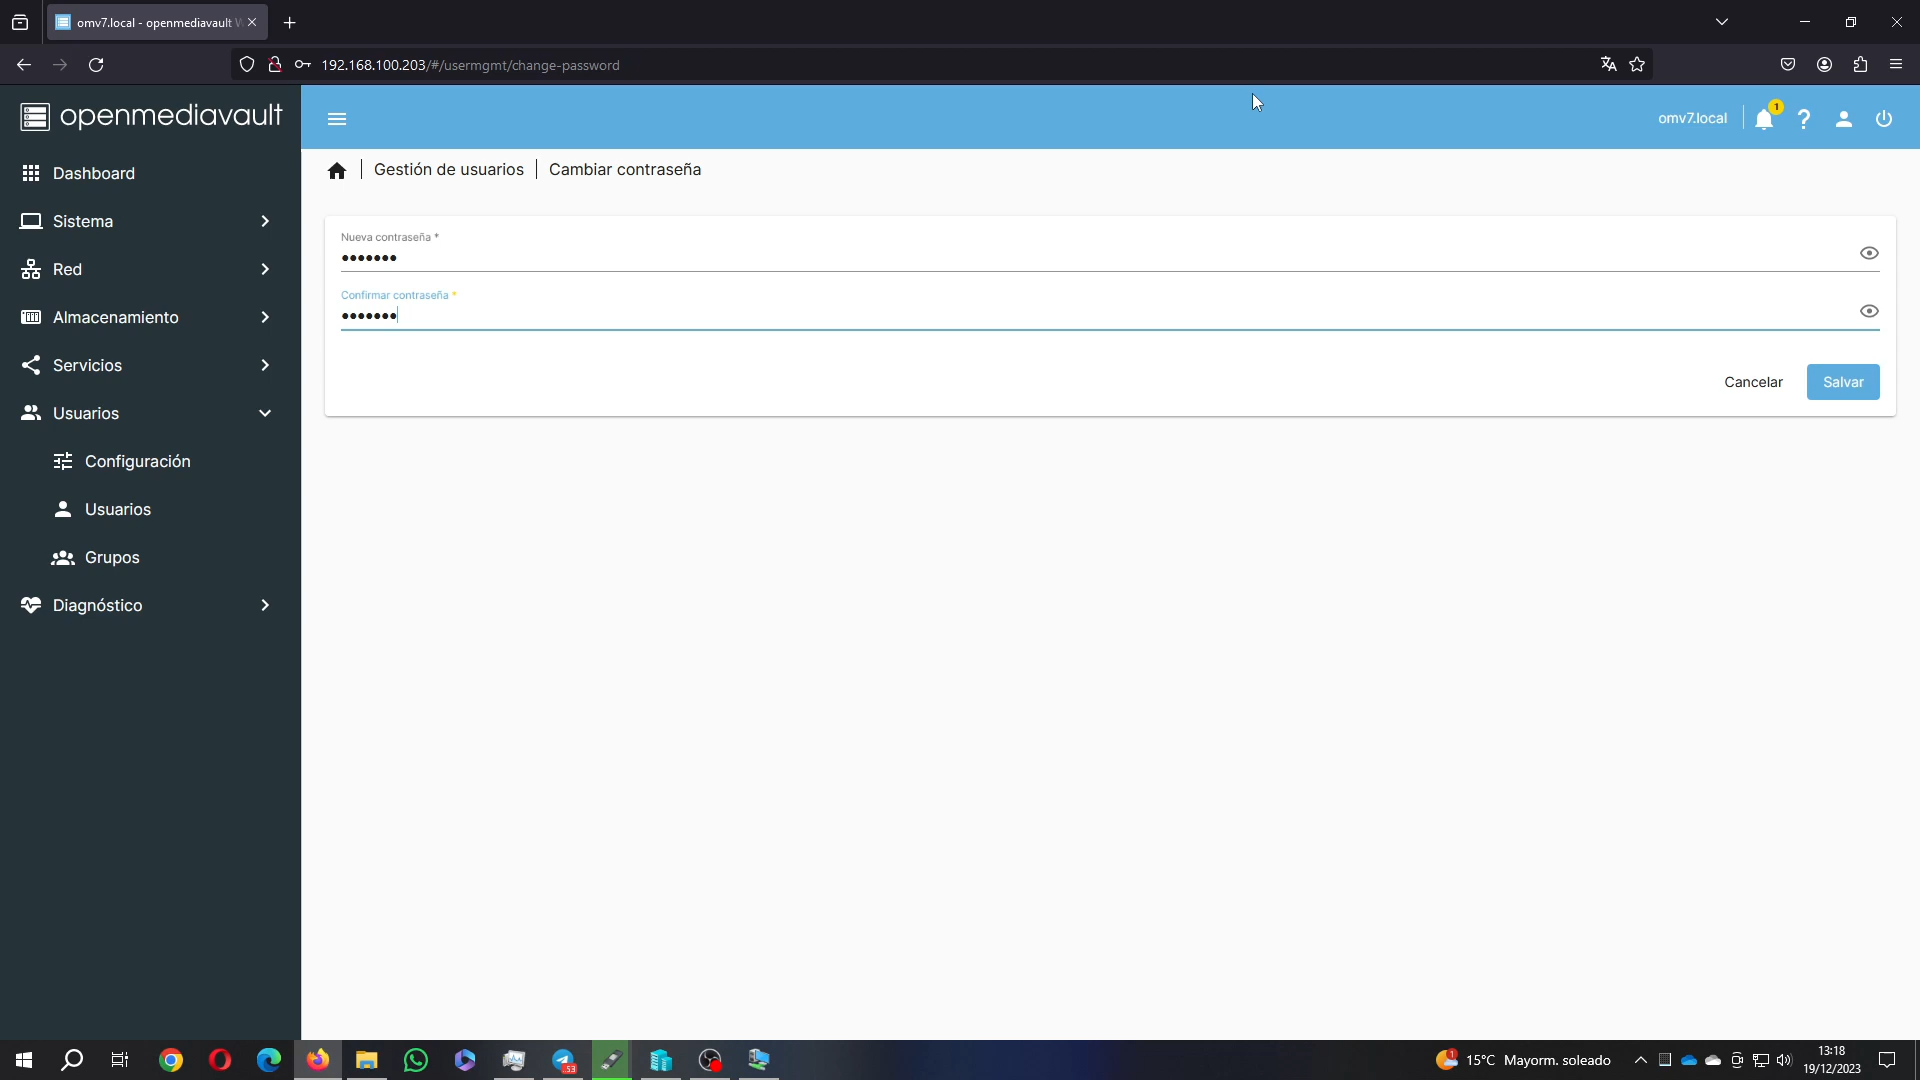 omv7.local - openmediavault W
192.168.100.203/#/usermgmt/change-password
openmediavault
omv7.local
1
Dashboard
Gestión de usuarios
Cambiar contraseña
Sistema
Nueva contraseña *
•••••••
Red
Confirmar contraseña *
•••••••
Almacenamiento
Servicios
Cancelar
Salvar
Usuarios
Configuración
Usuarios
Grupos
Diagnóstico
53
1
15°C Mayorm. soleado
13:18
19/12/2023